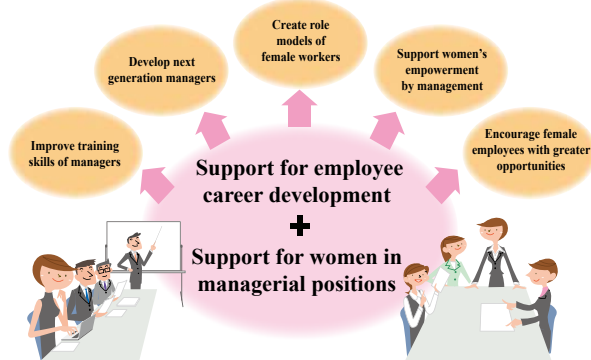 Create role
models of
female workers
Develop next
generation managers
Support women's
empowerment
by management
Improve training
skills of managers
Encourage female
employees with greater
opportunities
Support for employee
career development
+
Support for women in
managerial positions